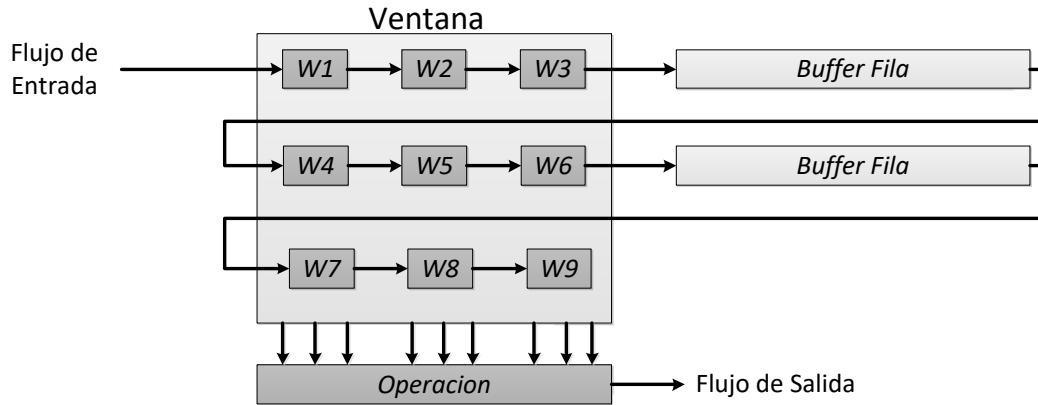 Ventana
Flujo de
Entrada
W1
W2
W3
Buffer Fila
W4
W5
W6
Buffer Fila
W7
W8
W9
Operacion
Flujo de Salida